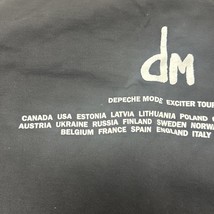 dM
DEPECHE MODE EXCITER TOUR
CANADA USA ESTONIA LATVIA LITHUANIA POLAND
AUSTRIA UKRAINE RUSSIA FINLAND SWEDEN
BELGIUM FRANCE SPAIN ENGLAND ITALY